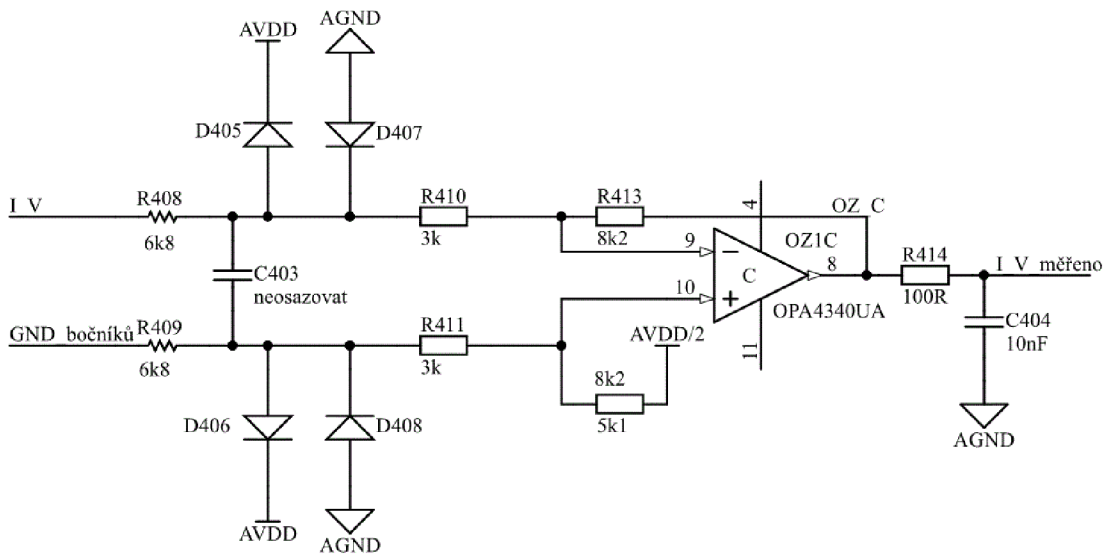 AVDD
AGND
D405
D407
I_V
R408
6k8
R410
3k
R413
8k2
4
OZ_C
OZ1C
9
C
8
R414
100R
I_V_měřeno
C403
neosazovat
10
OPA4340UA
C404
10nF
GND_bočníků
R409
6k8
R411
3k
AVDD/2
11
8k2
5k1
D406
D408
AGND
AVDD
AGND